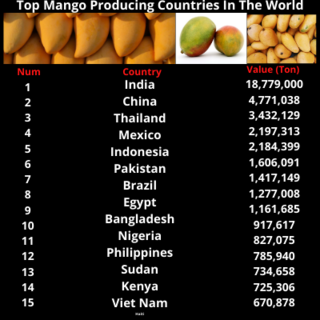 Top Mango Producing Countries In The World
Num Country Value (Ton)
1 India 18,779,000
2 China 4,771,038
3 Thailand 3,432,129
4 Mexico 2,197,313
5 Indonesia 2,184,399
6 Pakistan 1,606,091
7 Brazil 1,417,149
8 Egypt 1,277,008
9 Bangladesh 1,161,685
10 Nigeria 917,617
11 Philippines 827,075
12 Sudan 785,940
13 Kenya 734,658
14 Viet Nam 725,306
15 670,878